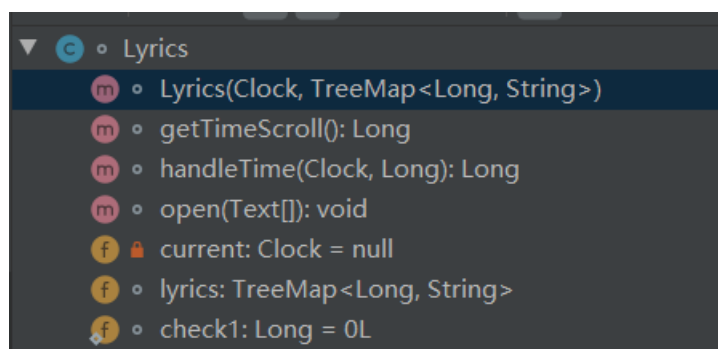 Lyrics
Lyrics(Clock, TreeMap<Long, String>)
getTimeScroll(): Long
handleTime(Clock, Long): Long
open(Text[]): void
current: Clock = null
lyrics: TreeMap<Long, String>
check1: Long = 0L